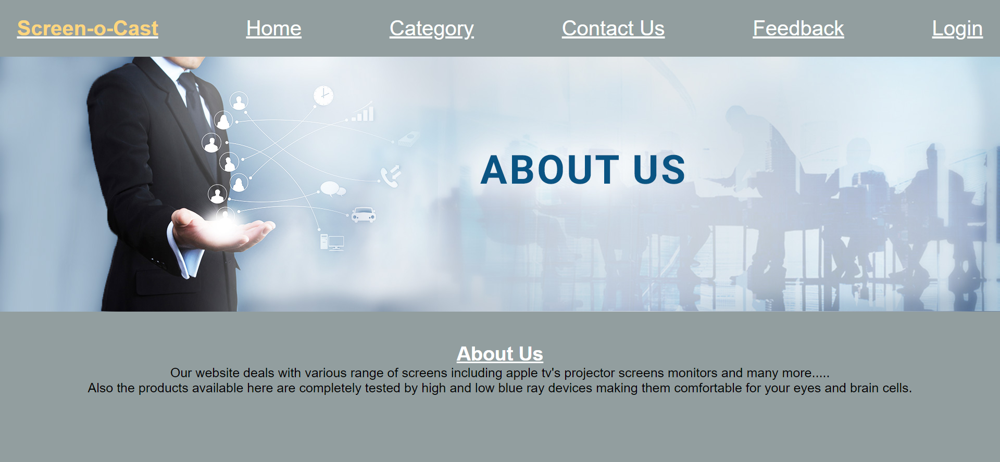 Screen-o-Cast Home Category Contact Us Feedback Login
ABOUT US
About Us
Our website deals with various range of screens including apple tv's projector screens monitors and many more.....
Also the products available here are completely tested by high and low blue ray devices making them comfortable for your eyes and brain cells.